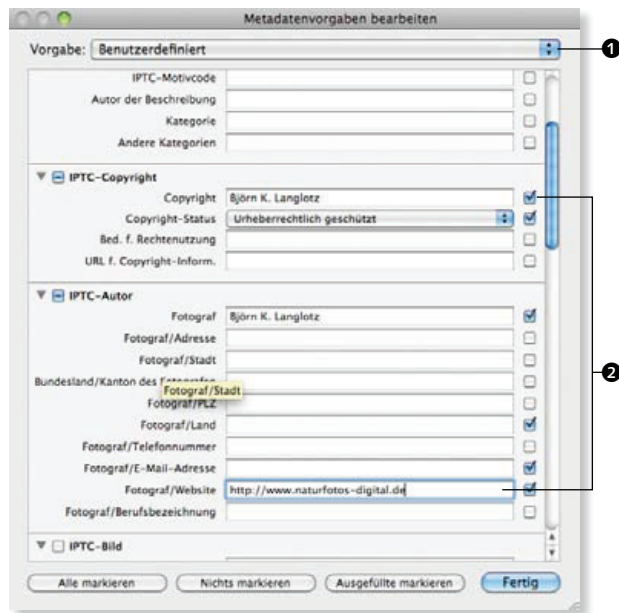 Metadatenvorgaben bearbeiten
Vorgabe: Benutzerdefiniert
1
IPTC-Motivcode
Autor der Beschreibung
Kategorie
Andere Kategorien
IPTC-Copyright
Copyright Björn K. Langlotz
Copyright-Status Urheberrechtlich geschützt
Bed. f. Rechtenutzung
URL f. Copyright-Inform.
IPTC-Autor
Fotograf Björn K. Langlotz
Fotograf/Adresse
Fotograf/Stadt
2
Bundesland/Kanton des
Fotograf/Stadt
Fotograf/PLZ
Fotograf/Land
Fotograf/Telefonnummer
Fotograf/E-Mail-Adresse
Fotograf/Website http://www.naturfotos-digital.de
Fotograf/Berufsbezeichnung
IPTC-Bild
Alle markieren Nichts markieren Ausgefüllte markieren Fertig